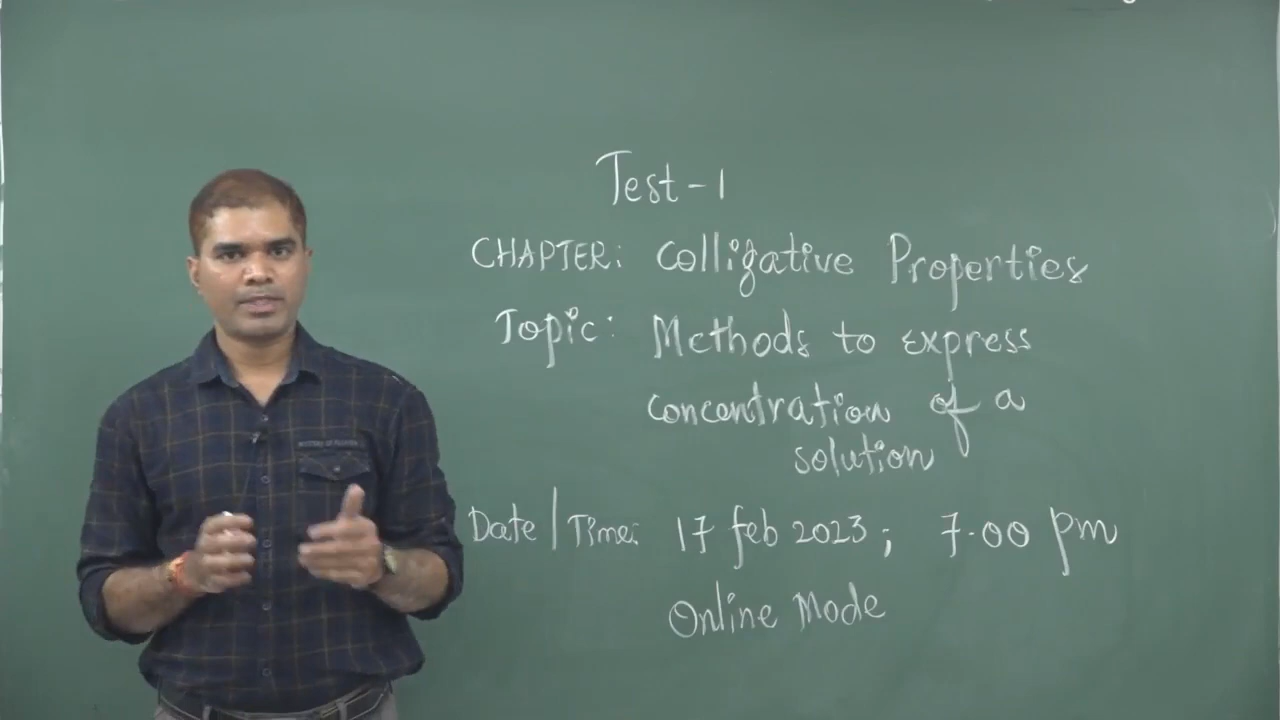 Test-1
CHAPTER: Colligative Properties
Topic: Methods to express
concentration of a
solution
Date/Time: 17 feb 2023; 7.00 pm
Online Mode